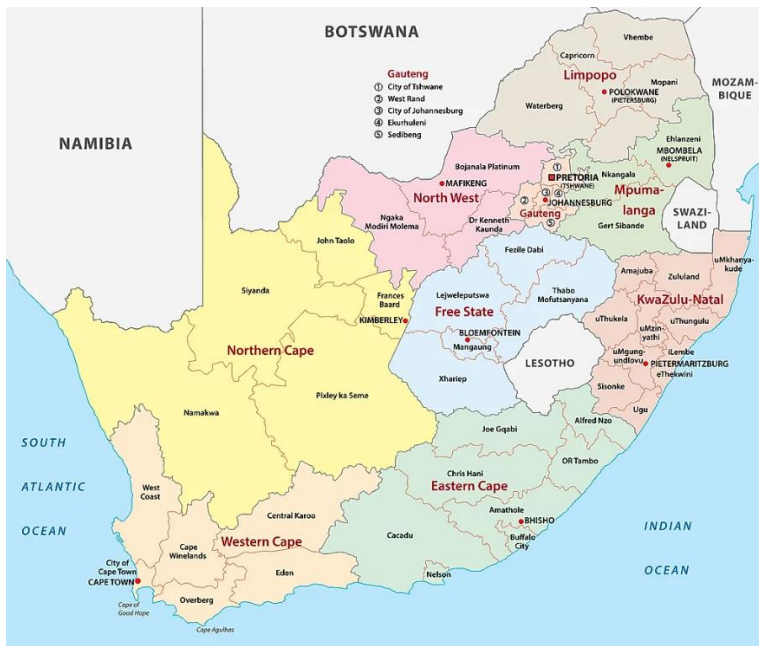 BOTSWANA
NAMIBIA
MOZAM-
BIQUE
SWAZI-
LAND
LESOTHO
Gauteng
① City of Tshwane
② West Rand
③ City of Johannesburg
④ Ekurhuleni
⑤ Sedibeng
Limpopo
Vhembe
Capricorn
Mopani
Waterberg
POLOKWANE
(PIETERSBURG)
Mpuma-
langa
Ehlanzeni
MBOMBELA
(NELSPRUIT)
Nkangala
Gert Sibande
North West
Bojanala Platinum
MAFIKENG
Ngaka
Modiri Molema
Dr Kenneth
Kaunda
①
PRETORIA
(TSHWANE)
② ③ ④
JOHANNESBURG
Gauteng
⑤
Free State
Fezile Dabi
Lejweleputswa
Thabo
Mofutsanyana
BLOEMFONTEIN
Mangaung
Xhariep
KwaZulu-Natal
uMkhanya-
kude
Amajuba
Zululand
uThukela
uMzin-
yathi
uThungulu
uMgung-
undlovu
iLembe
PIETERMARITZBURG
eThekwini
Sisonke
Ugu
Northern Cape
John Taolo
Siyanda
Frances
Baard
KIMBERLEY
Pixley ka Seme
Namakwa
Eastern Cape
Joe Gqabi
Alfred Nzo
OR Tambo
Chris Hani
Amathole
BHISHO
Buffalo
City
Cacadu
Nelson
Western Cape
West
Coast
Central Karoo
Cape
Winelands
City of
Cape Town
CAPE TOWN
Eden
Overberg
Cape of
Good Hope
Cape Agulhas
SOUTH
ATLANTIC
OCEAN
INDIAN
OCEAN